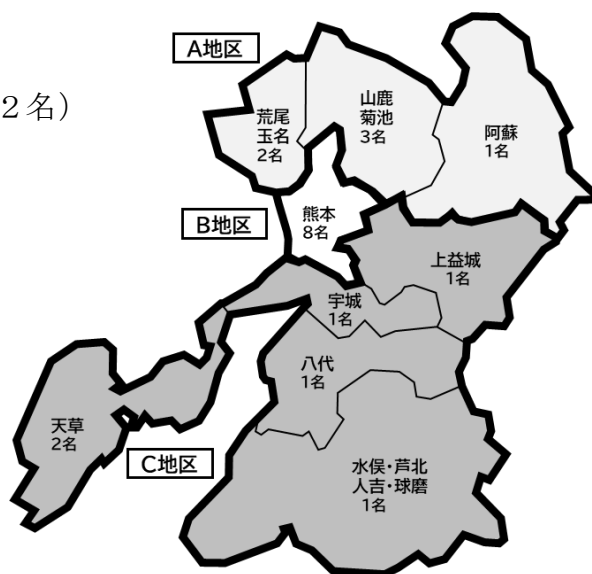 A地区
2名)
荒尾
玉名
2名
山鹿
菊池
3名
阿蘇
1名
B地区
熊本
8名
上益城
1名
宇城
1名
八代
1名
天草
2名
C地区
水俣・芦北
人吉・球磨
1名